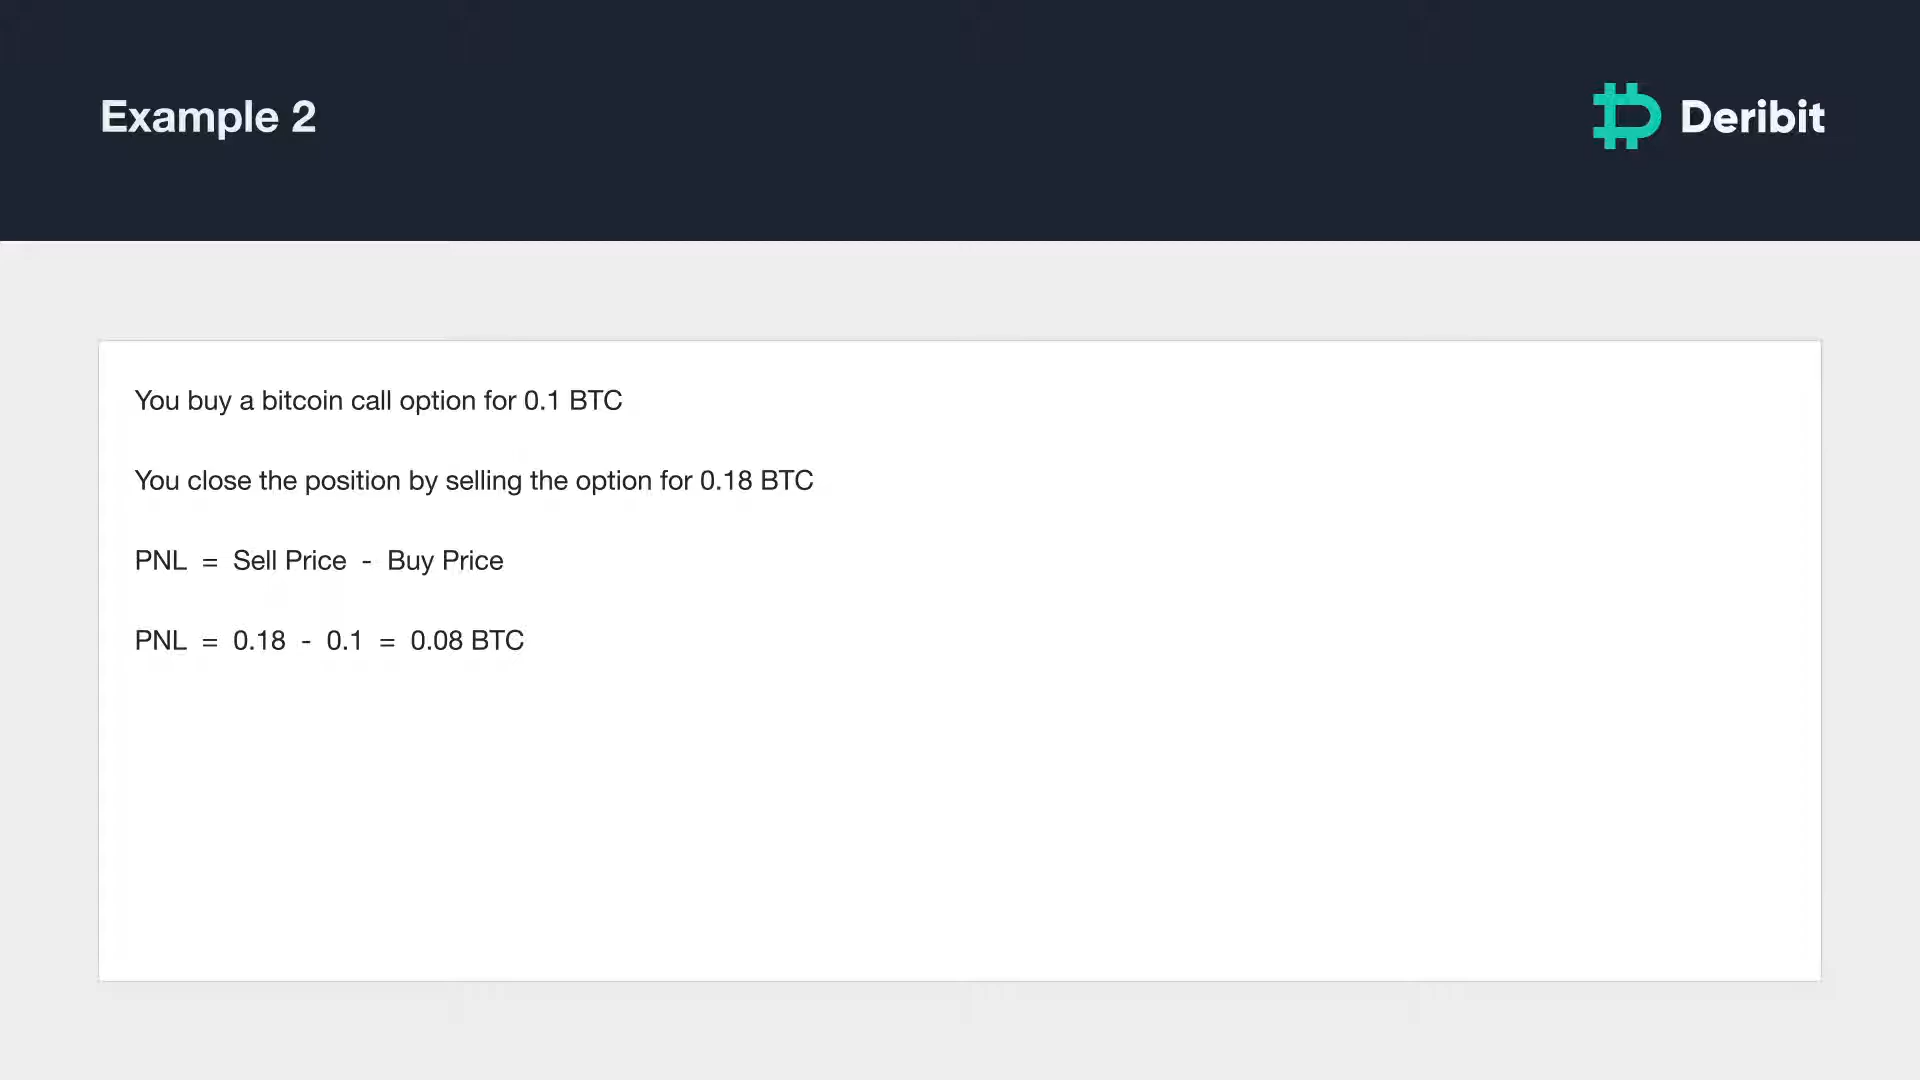 Example 2
Deribit
You buy a bitcoin call option for 0.1 BTC
You close the position by selling the option for 0.18 BTC
PNL = Sell Price - Buy Price
PNL = 0.18 - 0.1 = 0.08 BTC